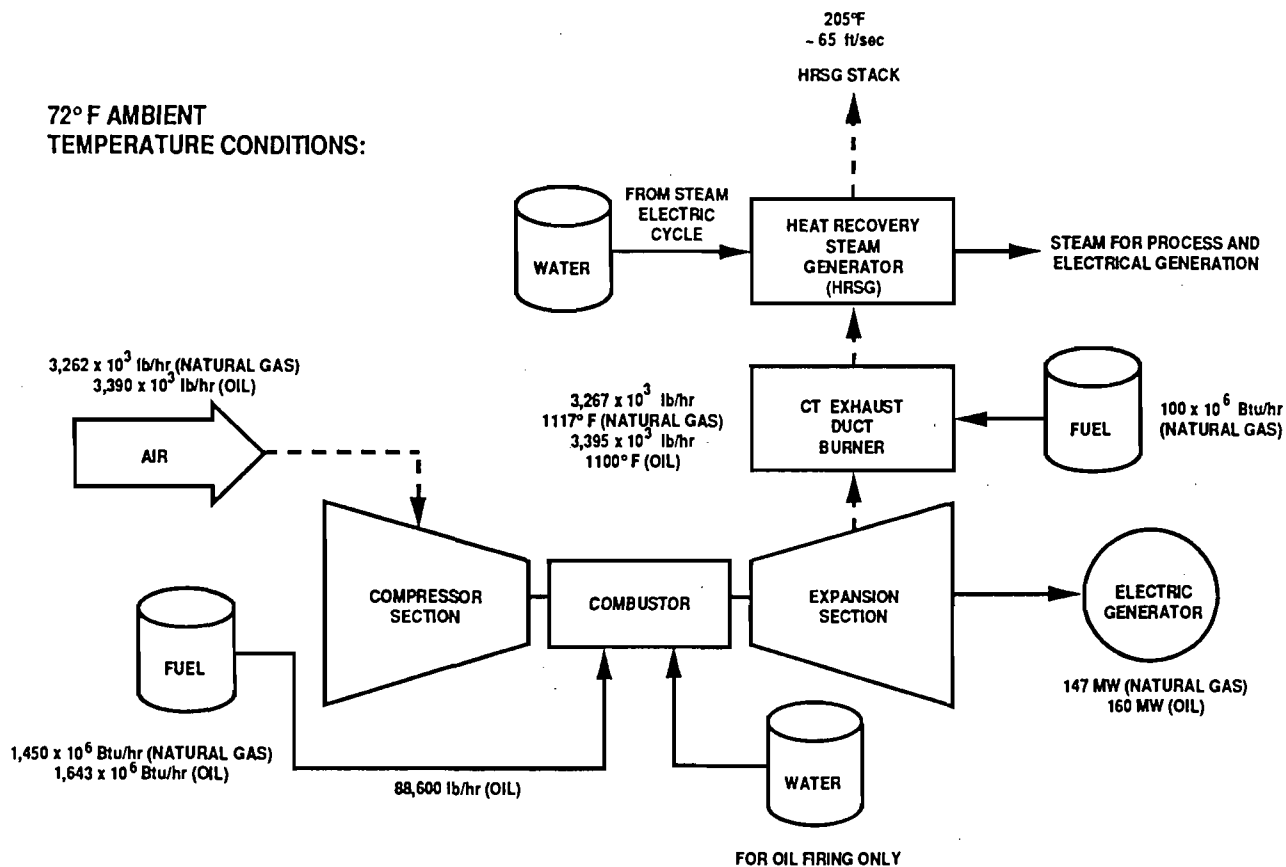 205°F
~ 65 ft/sec
HRSG STACK
72° F AMBIENT
TEMPERATURE CONDITIONS:
FROM STEAM
ELECTRIC
CYCLE
WATER
HEAT RECOVERY
STEAM
GENERATOR
(HRSG)
STEAM FOR PROCESS AND
ELECTRICAL GENERATION
3,262 x 10³ lb/hr (NATURAL GAS)
3,390 x 10³ lb/hr (OIL)
AIR
3,267 x 10³ lb/hr
1117° F (NATURAL GAS)
3,395 x 10³ lb/hr
1100° F (OIL)
CT EXHAUST
DUCT
BURNER
FUEL
100 x 10⁶ Btu/hr
(NATURAL GAS)
COMPRESSOR
SECTION
COMBUSTOR
EXPANSION
SECTION
ELECTRIC
GENERATOR
147 MW (NATURAL GAS)
160 MW (OIL)
FUEL
1,450 x 10⁶ Btu/hr (NATURAL GAS)
1,643 x 10⁶ Btu/hr (OIL)
88,600 lb/hr (OIL)
WATER
FOR OIL FIRING ONLY